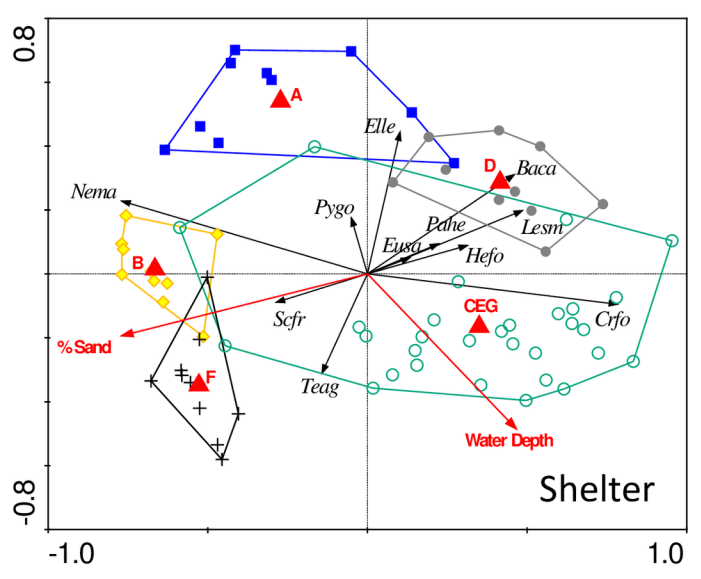 0.8
A
Elle
D
Baca
Nema
Pygo
Pahe
Lesm
Eusa
Hefo
B
Scfr
CEG
Crfo
%Sand
F
Teag
Water Depth
Shelter
-0.8
-1.0
1.0